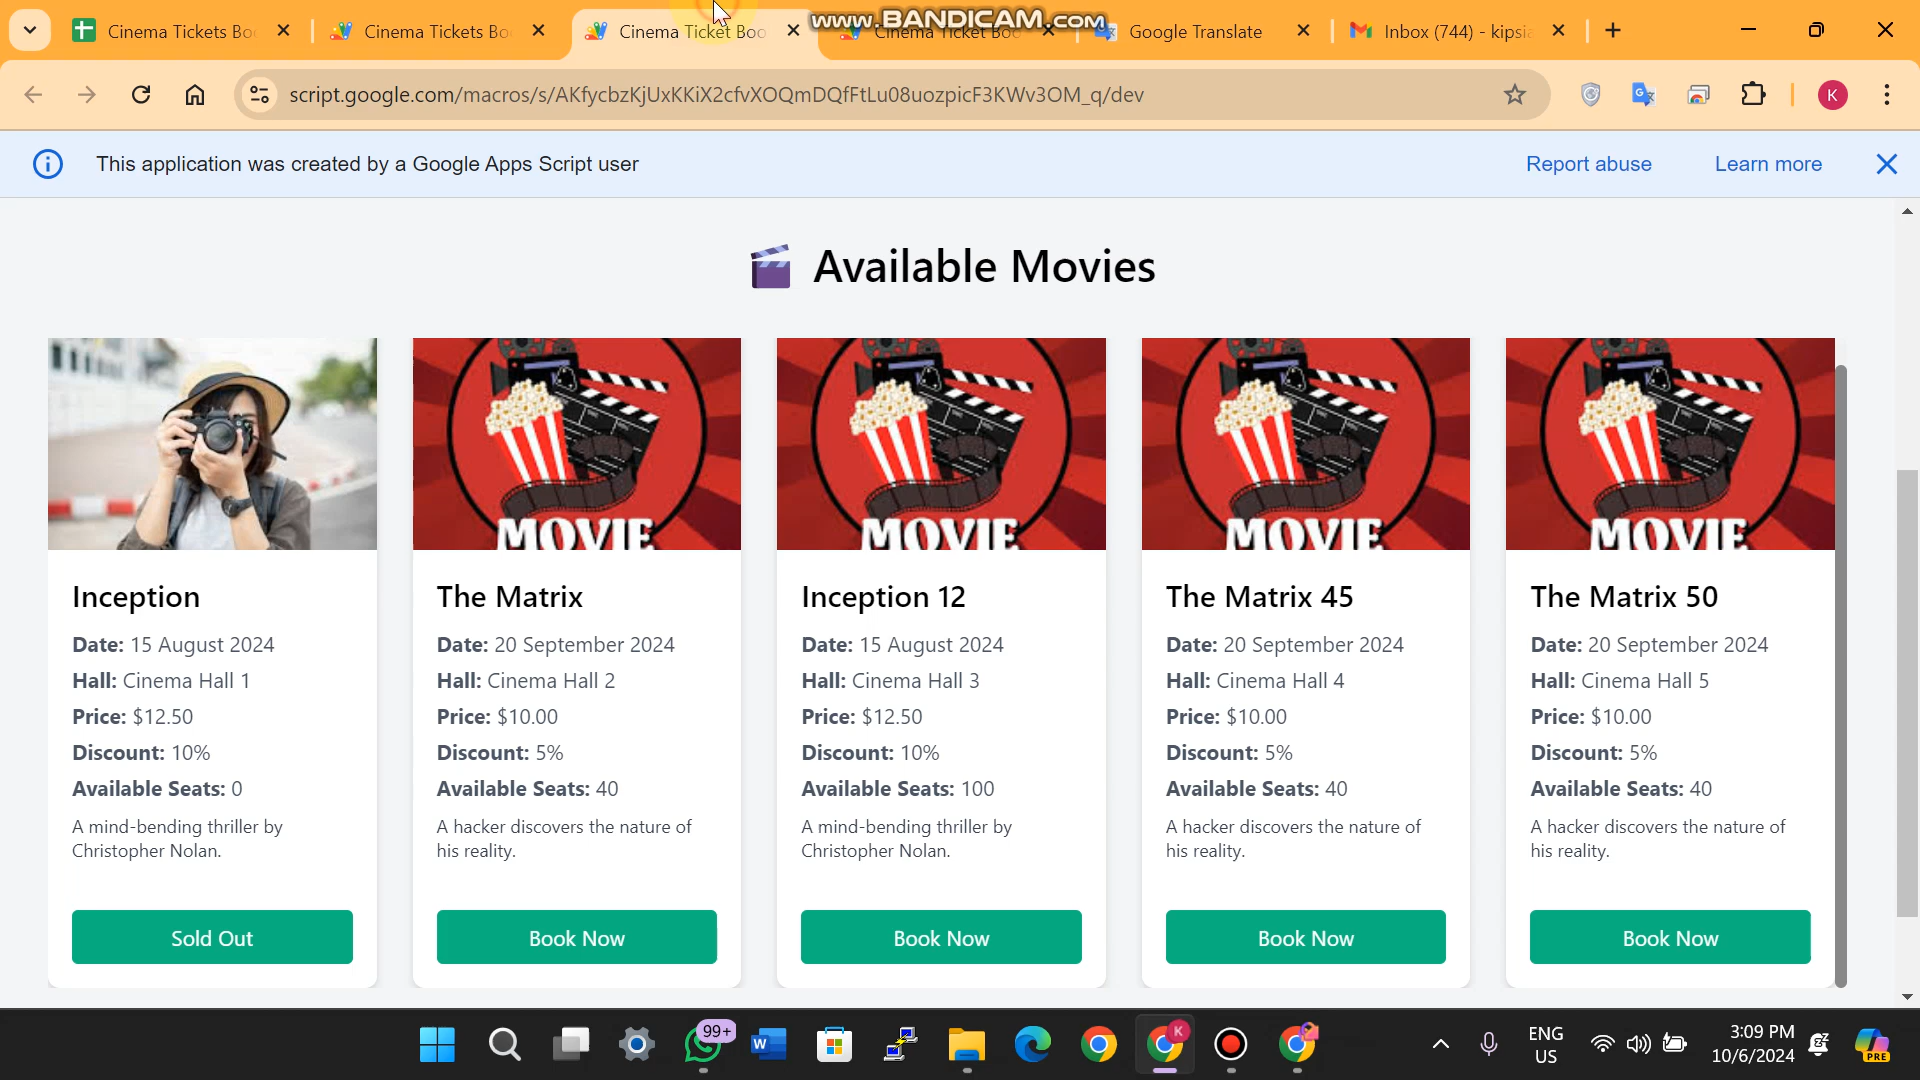 Cinema Tickets Bo
Cinema Tickets Bo
Cinema Ticket Boo
Cinema Ticket Boo
Google Translate
Inbox (744) - kipsi
www.BANDICAM.com
script.google.com/macros/s/AKfycbzKjUxKKiX2cfvXOQmDQfFtLu08uozpicF3KWv3OM_q/dev
K
This application was created by a Google Apps Script user
Report abuse
Learn more
Available Movies
MOVIE
MOVIE
MOVIE
MOVIE
Inception
Date: 15 August 2024
Hall: Cinema Hall 1
Price: $12.50
Discount: 10%
Available Seats: 0
A mind-bending thriller by
Christopher Nolan.
Sold Out
The Matrix
Date: 20 September 2024
Hall: Cinema Hall 2
Price: $10.00
Discount: 5%
Available Seats: 40
A hacker discovers the nature of
his reality.
Book Now
Inception 12
Date: 15 August 2024
Hall: Cinema Hall 3
Price: $12.50
Discount: 10%
Available Seats: 100
A mind-bending thriller by
Christopher Nolan.
Book Now
The Matrix 45
Date: 20 September 2024
Hall: Cinema Hall 4
Price: $10.00
Discount: 5%
Available Seats: 40
A hacker discovers the nature of
his reality.
Book Now
The Matrix 50
Date: 20 September 2024
Hall: Cinema Hall 5
Price: $10.00
Discount: 5%
Available Seats: 40
A hacker discovers the nature of
his reality.
Book Now
99+
W
K
ENG
US
3:09 PM
10/6/2024
PRE